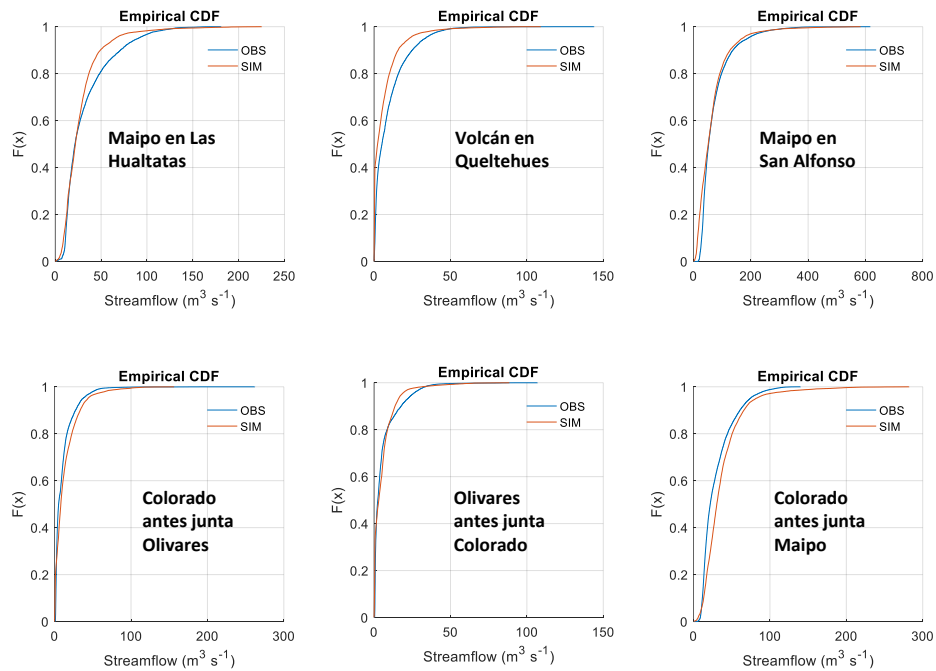 Empirical CDF
1
0.8
0.6
0.4
0.2
0
F(x)
OBS
SIM
Maipo en Las
Hualtatas
0 50 100 150 200 250
Streamflow (m³ s⁻¹)
Empirical CDF
1
0.8
0.6
0.4
0.2
0
F(x)
OBS
SIM
Volcán en
Queltehues
0 50 100 150
Streamflow (m³ s⁻¹)
Empirical CDF
1
0.8
0.6
0.4
0.2
0
F(x)
OBS
SIM
Maipo en
San Alfonso
0 200 400 600 800
Streamflow (m³ s⁻¹)
Empirical CDF
1
0.8
0.6
0.4
0.2
0
F(x)
OBS
SIM
Colorado
antes junta
Olivares
0 100 200 300
Streamflow (m³ s⁻¹)
Empirical CDF
1
0.8
0.6
0.4
0.2
0
F(x)
OBS
SIM
Olivares
antes junta
Colorado
0 50 100 150
Streamflow (m³ s⁻¹)
Empirical CDF
1
0.8
0.6
0.4
0.2
0
F(x)
OBS
SIM
Colorado
antes junta
Maipo
0 100 200 300
Streamflow (m³ s⁻¹)